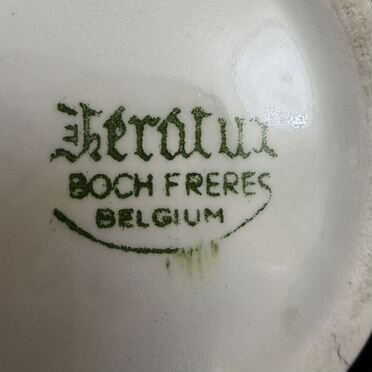 Keramis
BOCH FRERES
BELGIUM